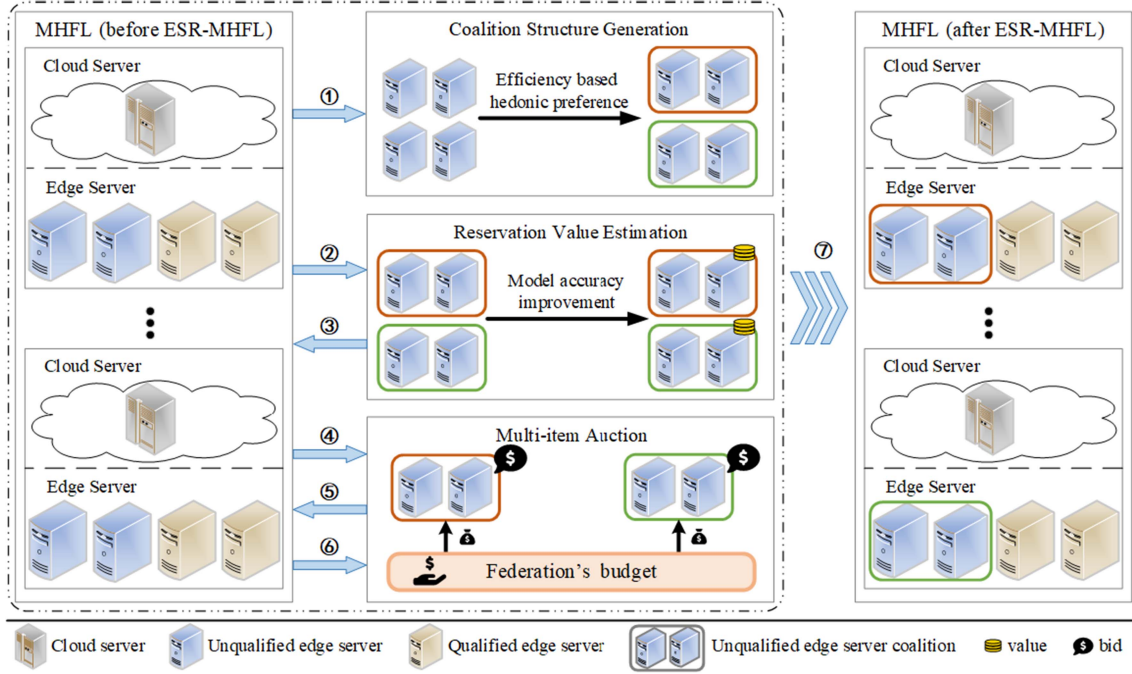 MHFL (before ESR-MHFL)
Cloud Server
Edge Server
Cloud Server
Edge Server
①
②
③
④
⑤
⑥
Coalition Structure Generation
Efficiency based
hedonic preference
Reservation Value Estimation
Model accuracy
improvement
Multi-item Auction
$
$
$
$
$
Federation's budget
⑦
MHFL (after ESR-MHFL)
Cloud Server
Edge Server
Cloud Server
Edge Server
Cloud server
Unqualified edge server
Qualified edge server
Unqualified edge server coalition
value
$
bid